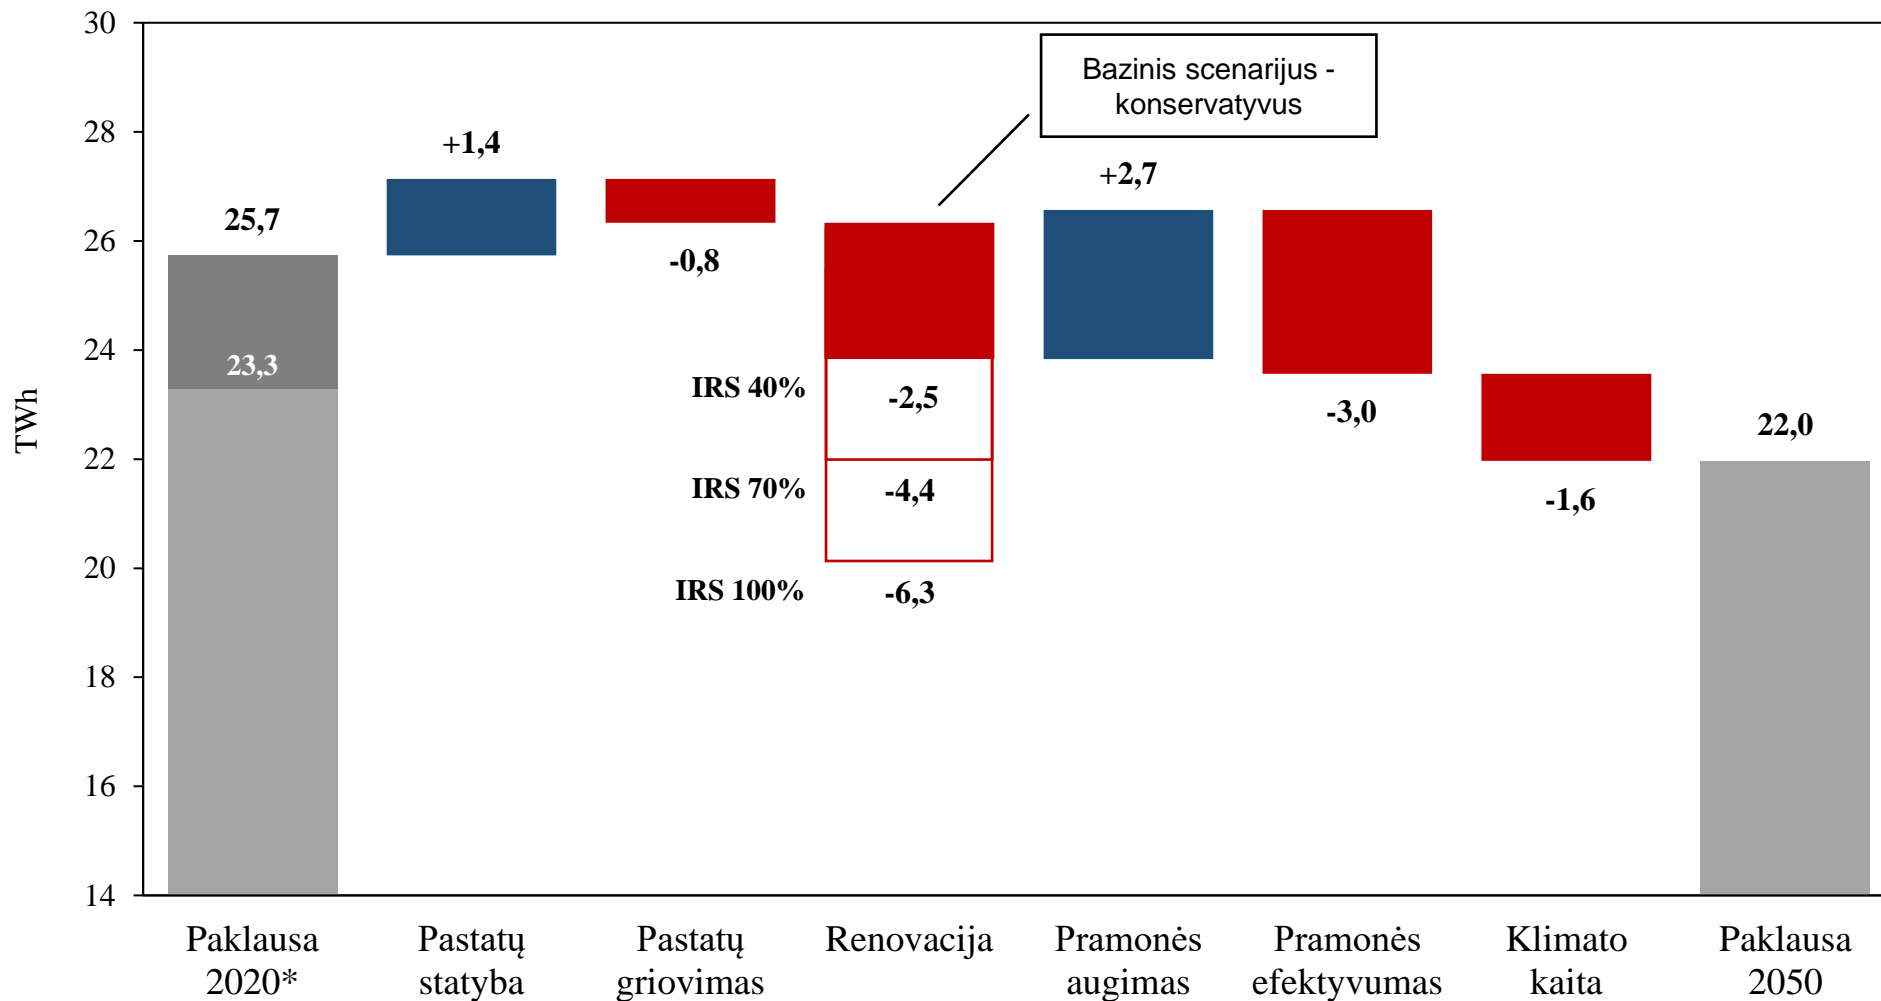 30
28
26
24
22
20
18
16
14
TWh
Bazinis scenarijus -
konservatyvus
25,7
23,3
+1,4
-0,8
IRS 40%
-2,5
IRS 70%
-4,4
IRS 100%
-6,3
+2,7
-3,0
-1,6
22,0
Paklausa
2020*
Pastatų
statyba
Pastatų
griovimas
Renovacija
Pramonės
augimas
Pramonės
efektyvumas
Klimato
kaita
Paklausa
2050